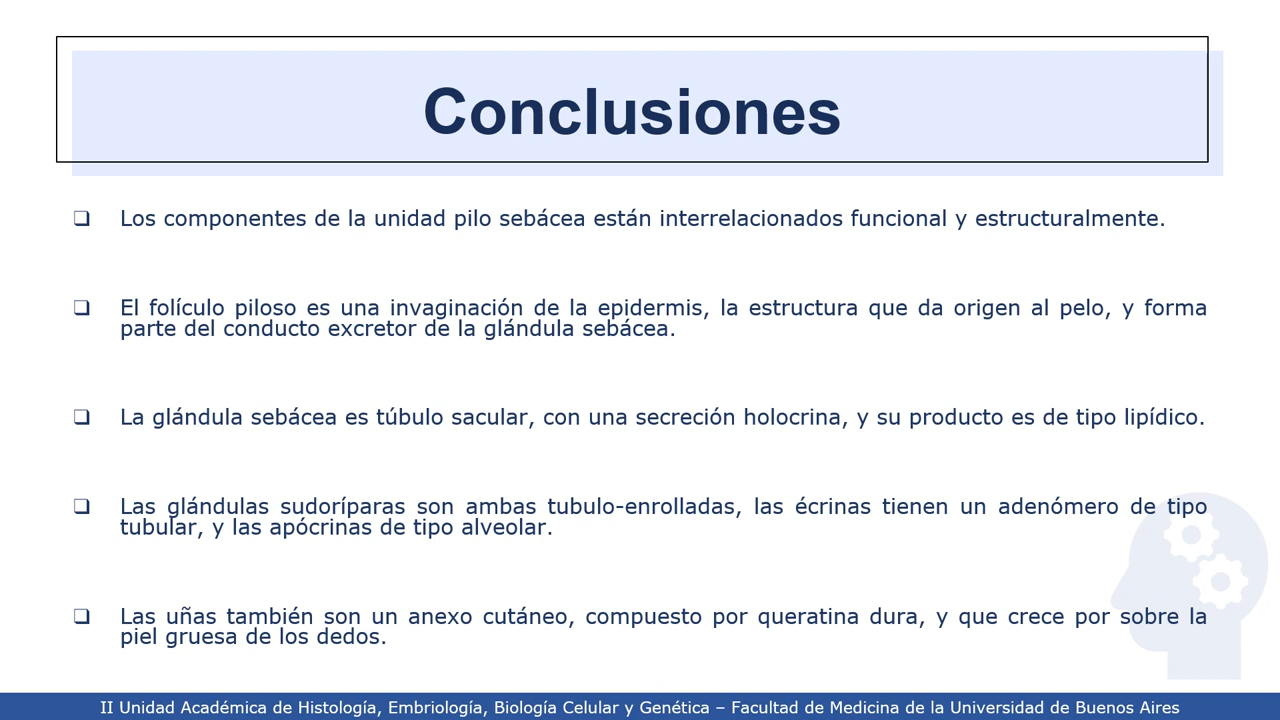 Conclusiones
❑ Los componentes de la unidad pilo sebácea están interrelacionados funcional y estructuralmente.
❑ El folículo piloso es una invaginación de la epidermis, la estructura que da origen al pelo, y forma
parte del conducto excretor de la glándula sebácea.
❑ La glándula sebácea es túbulo sacular, con una secreción holocrina, y su producto es de tipo lipídico.
❑ Las glándulas sudoríparas son ambas tubulo-enrolladas, las écrinas tienen un adenómero de tipo
tubular, y las apócrinas de tipo alveolar.
❑ Las uñas también son un anexo cutáneo, compuesto por queratina dura, y que crece por sobre la
piel gruesa de los dedos.
II Unidad Académica de Histología, Embriología, Biología Celular y Genética – Facultad de Medicina de la Universidad de Buenos Aires